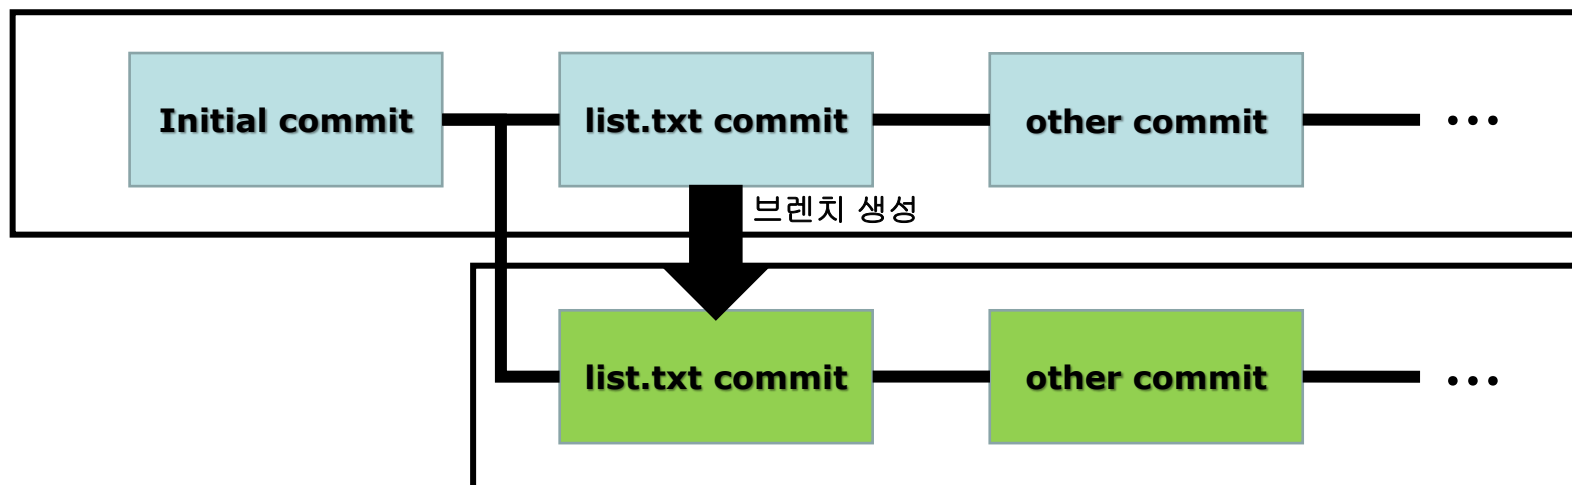 Initial commit
list.txt commit
other commit
...
브렌치 생성
list.txt commit
other commit
...